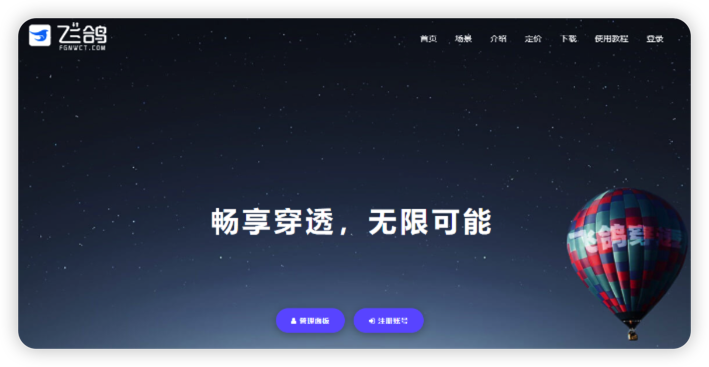 飞鸽
FGNWCT.COM
首页 场景 介绍 定价 下载 使用教程 登录
畅享穿透，无限可能
飞鸽穿透
管理面板 注册账号